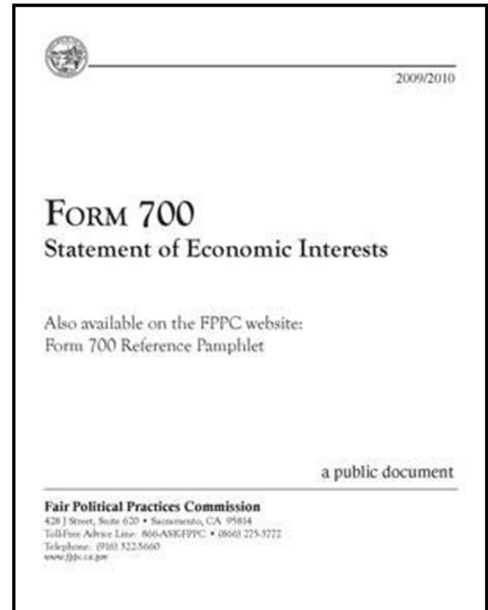 2009/2010
FORM 700
Statement of Economic Interests
Also available on the FPPC website:
Form 700 Reference Pamphlet
a public document
Fair Political Practices Commission
428 J Street, Suite 620 • Sacramento, CA 95814
Toll-Free Advice Line: 866-ASK-FPPC • (866) 275-3772
Telephone: (916) 322-5660
www.fppc.ca.gov